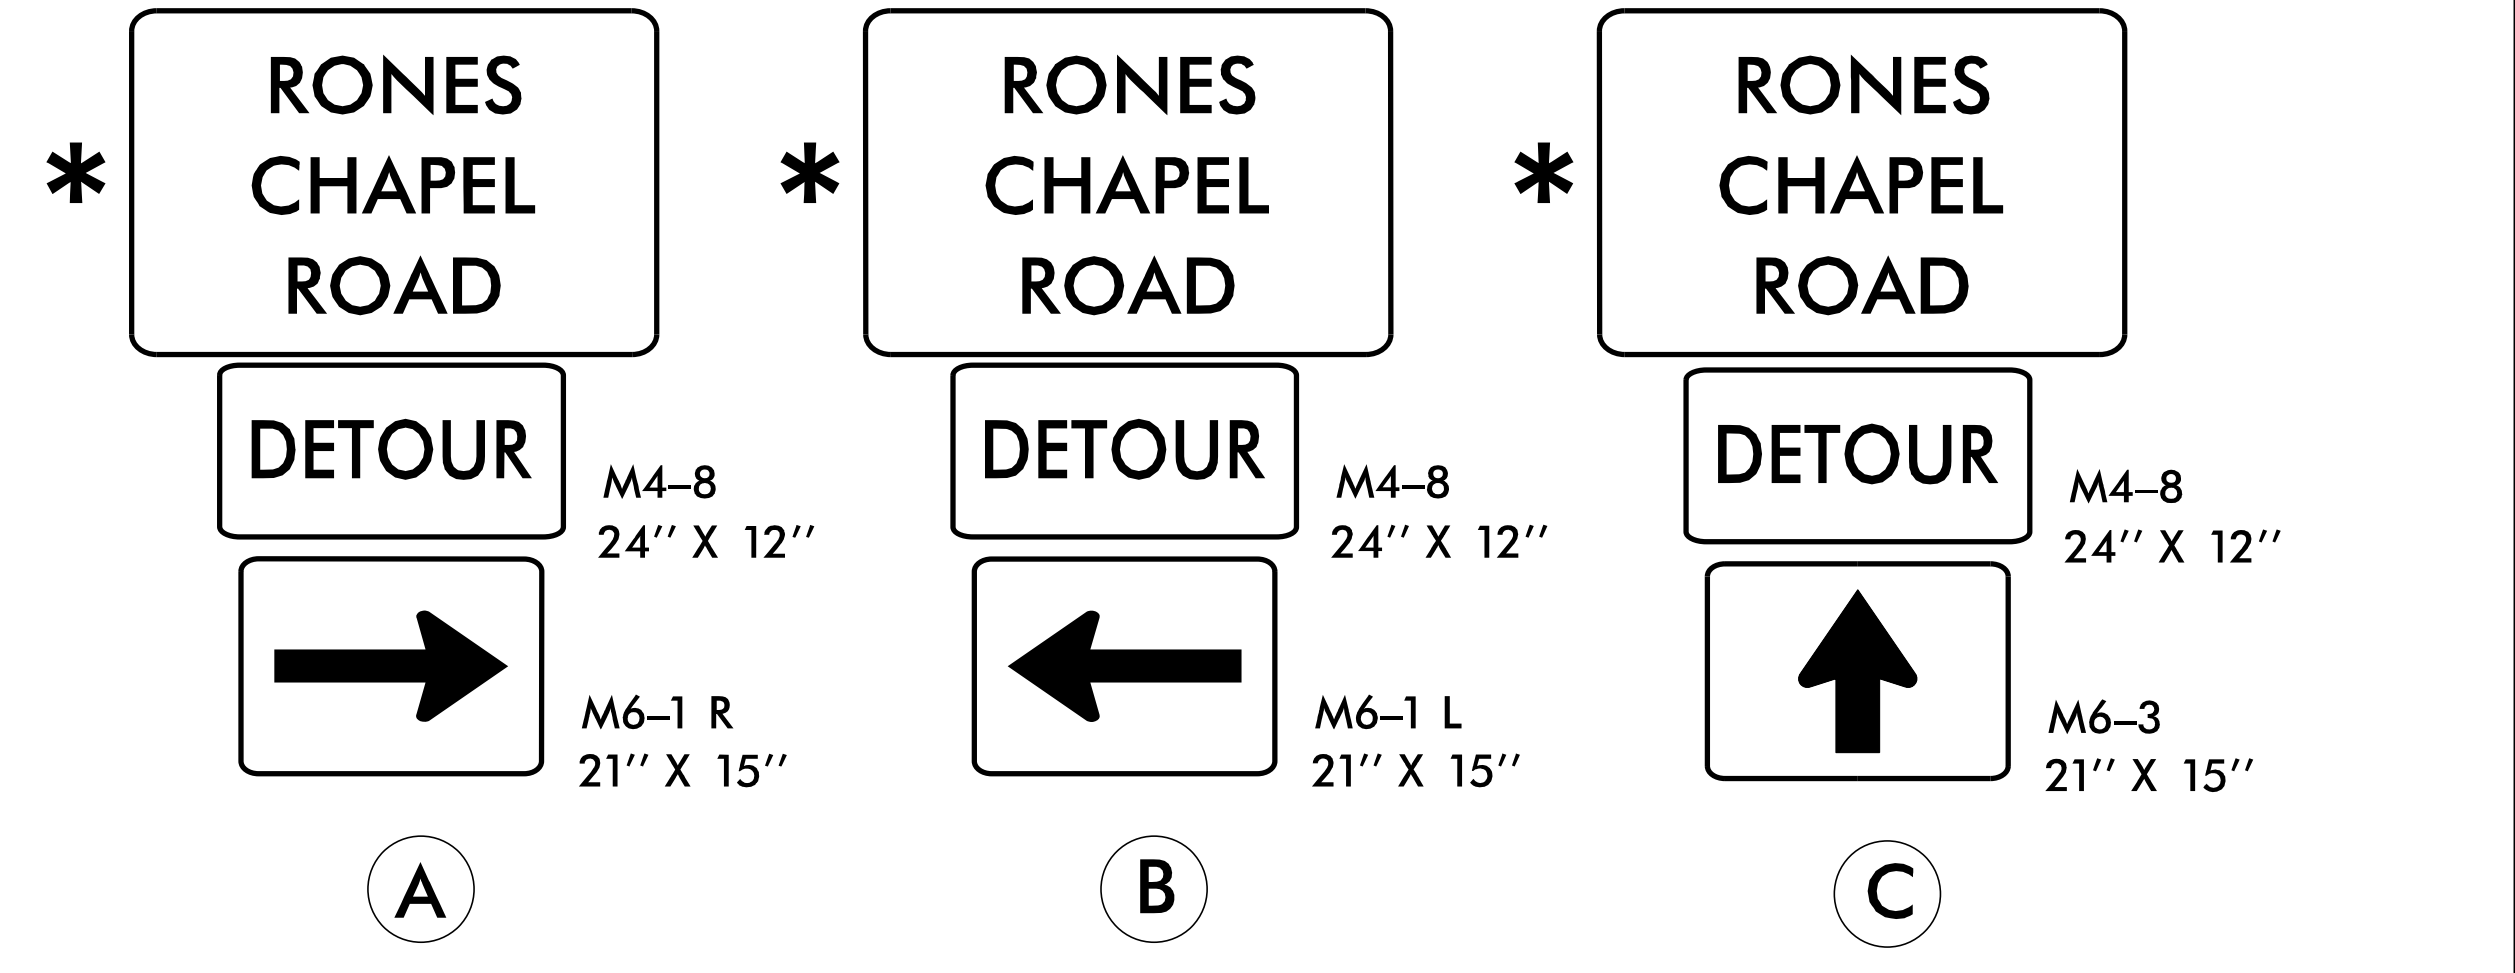 *
RONES
CHAPEL
ROAD
DETOUR
M4–8
24'' X 12''
M6–1 R
21'' X 15''
A
*
RONES
CHAPEL
ROAD
DETOUR
M4–8
24'' X 12''
M6–1 L
21'' X 15''
B
*
RONES
CHAPEL
ROAD
DETOUR
M4–8
24'' X 12''
M6–3
21'' X 15''
C